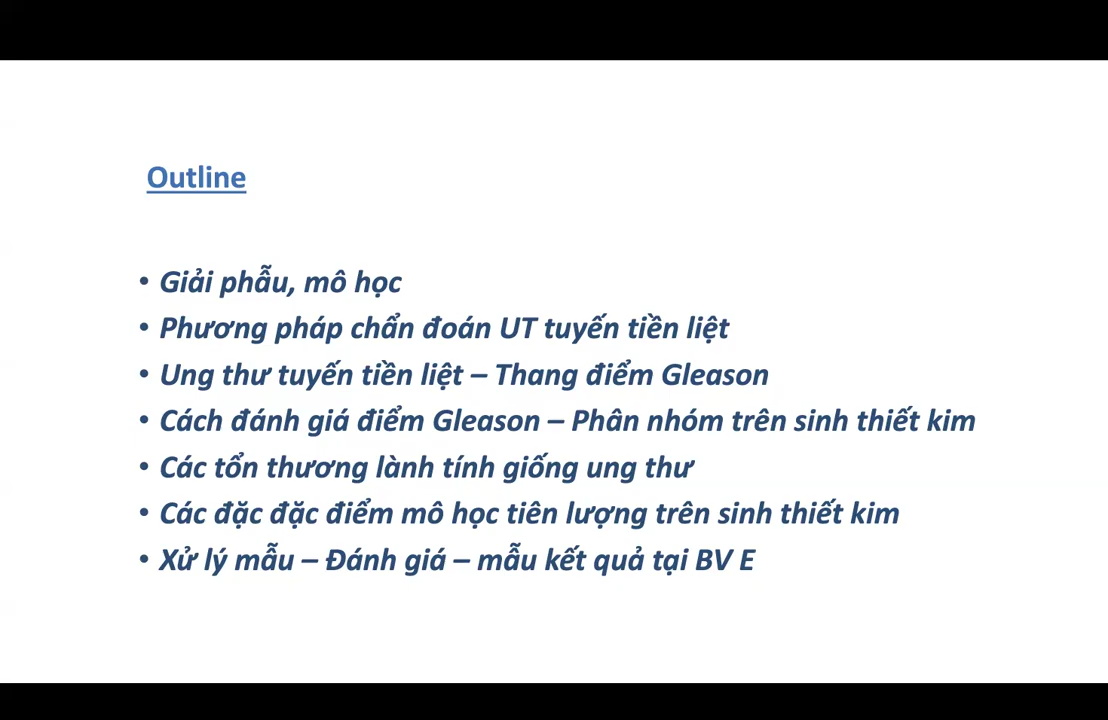 Outline
• Giải phẫu, mô học
• Phương pháp chẩn đoán UT tuyến tiền liệt
• Ung thư tuyến tiền liệt – Thang điểm Gleason
• Cách đánh giá điểm Gleason – Phân nhóm trên sinh thiết kim
• Các tổn thương lành tính giống ung thư
• Các đặc đặc điểm mô học tiên lượng trên sinh thiết kim
• Xử lý mẫu – Đánh giá – mẫu kết quả tại BV E